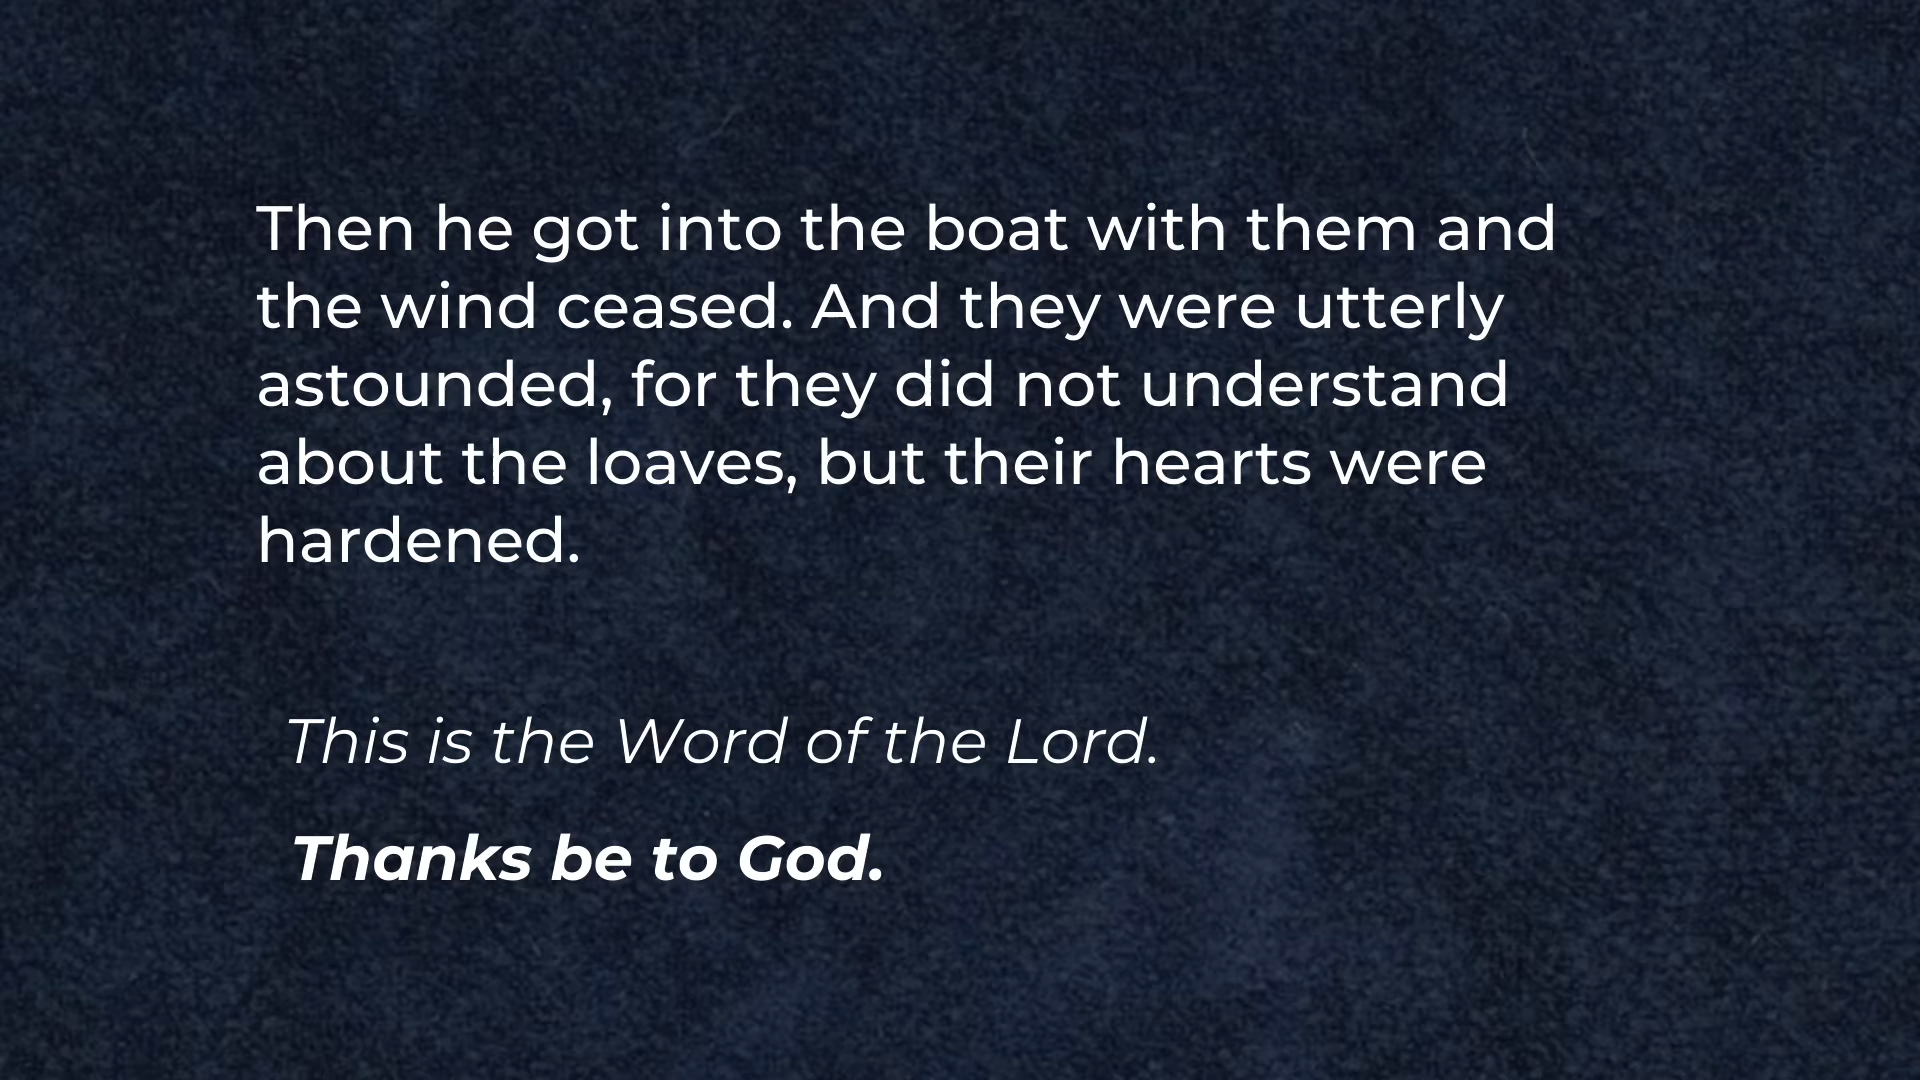 Then he got into the boat with them and
the wind ceased. And they were utterly
astounded, for they did not understand
about the loaves, but their hearts were
hardened.
This is the Word of the Lord.
Thanks be to God.